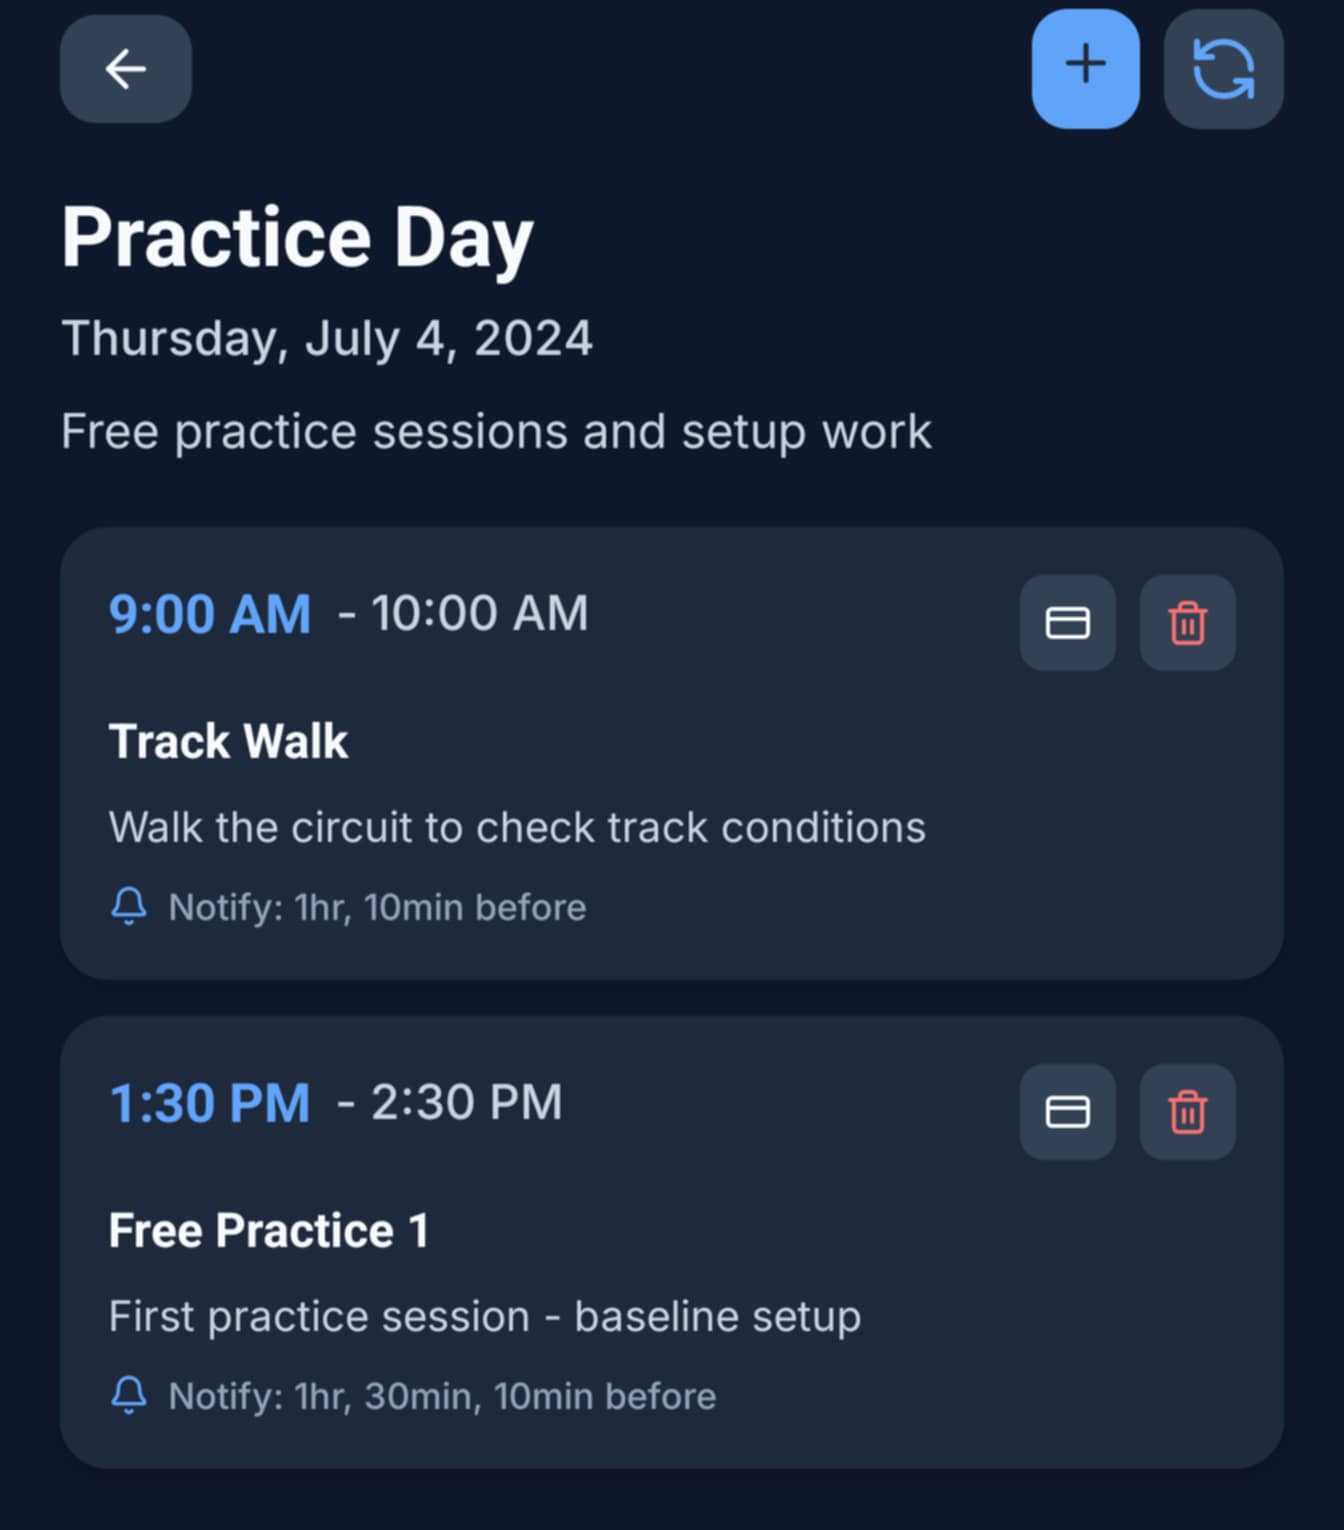 Practice Day
Thursday, July 4, 2024
Free practice sessions and setup work
9:00 AM - 10:00 AM
Track Walk
Walk the circuit to check track conditions
Notify: 1hr, 10min before
1:30 PM - 2:30 PM
Free Practice 1
First practice session - baseline setup
Notify: 1hr, 30min, 10min before